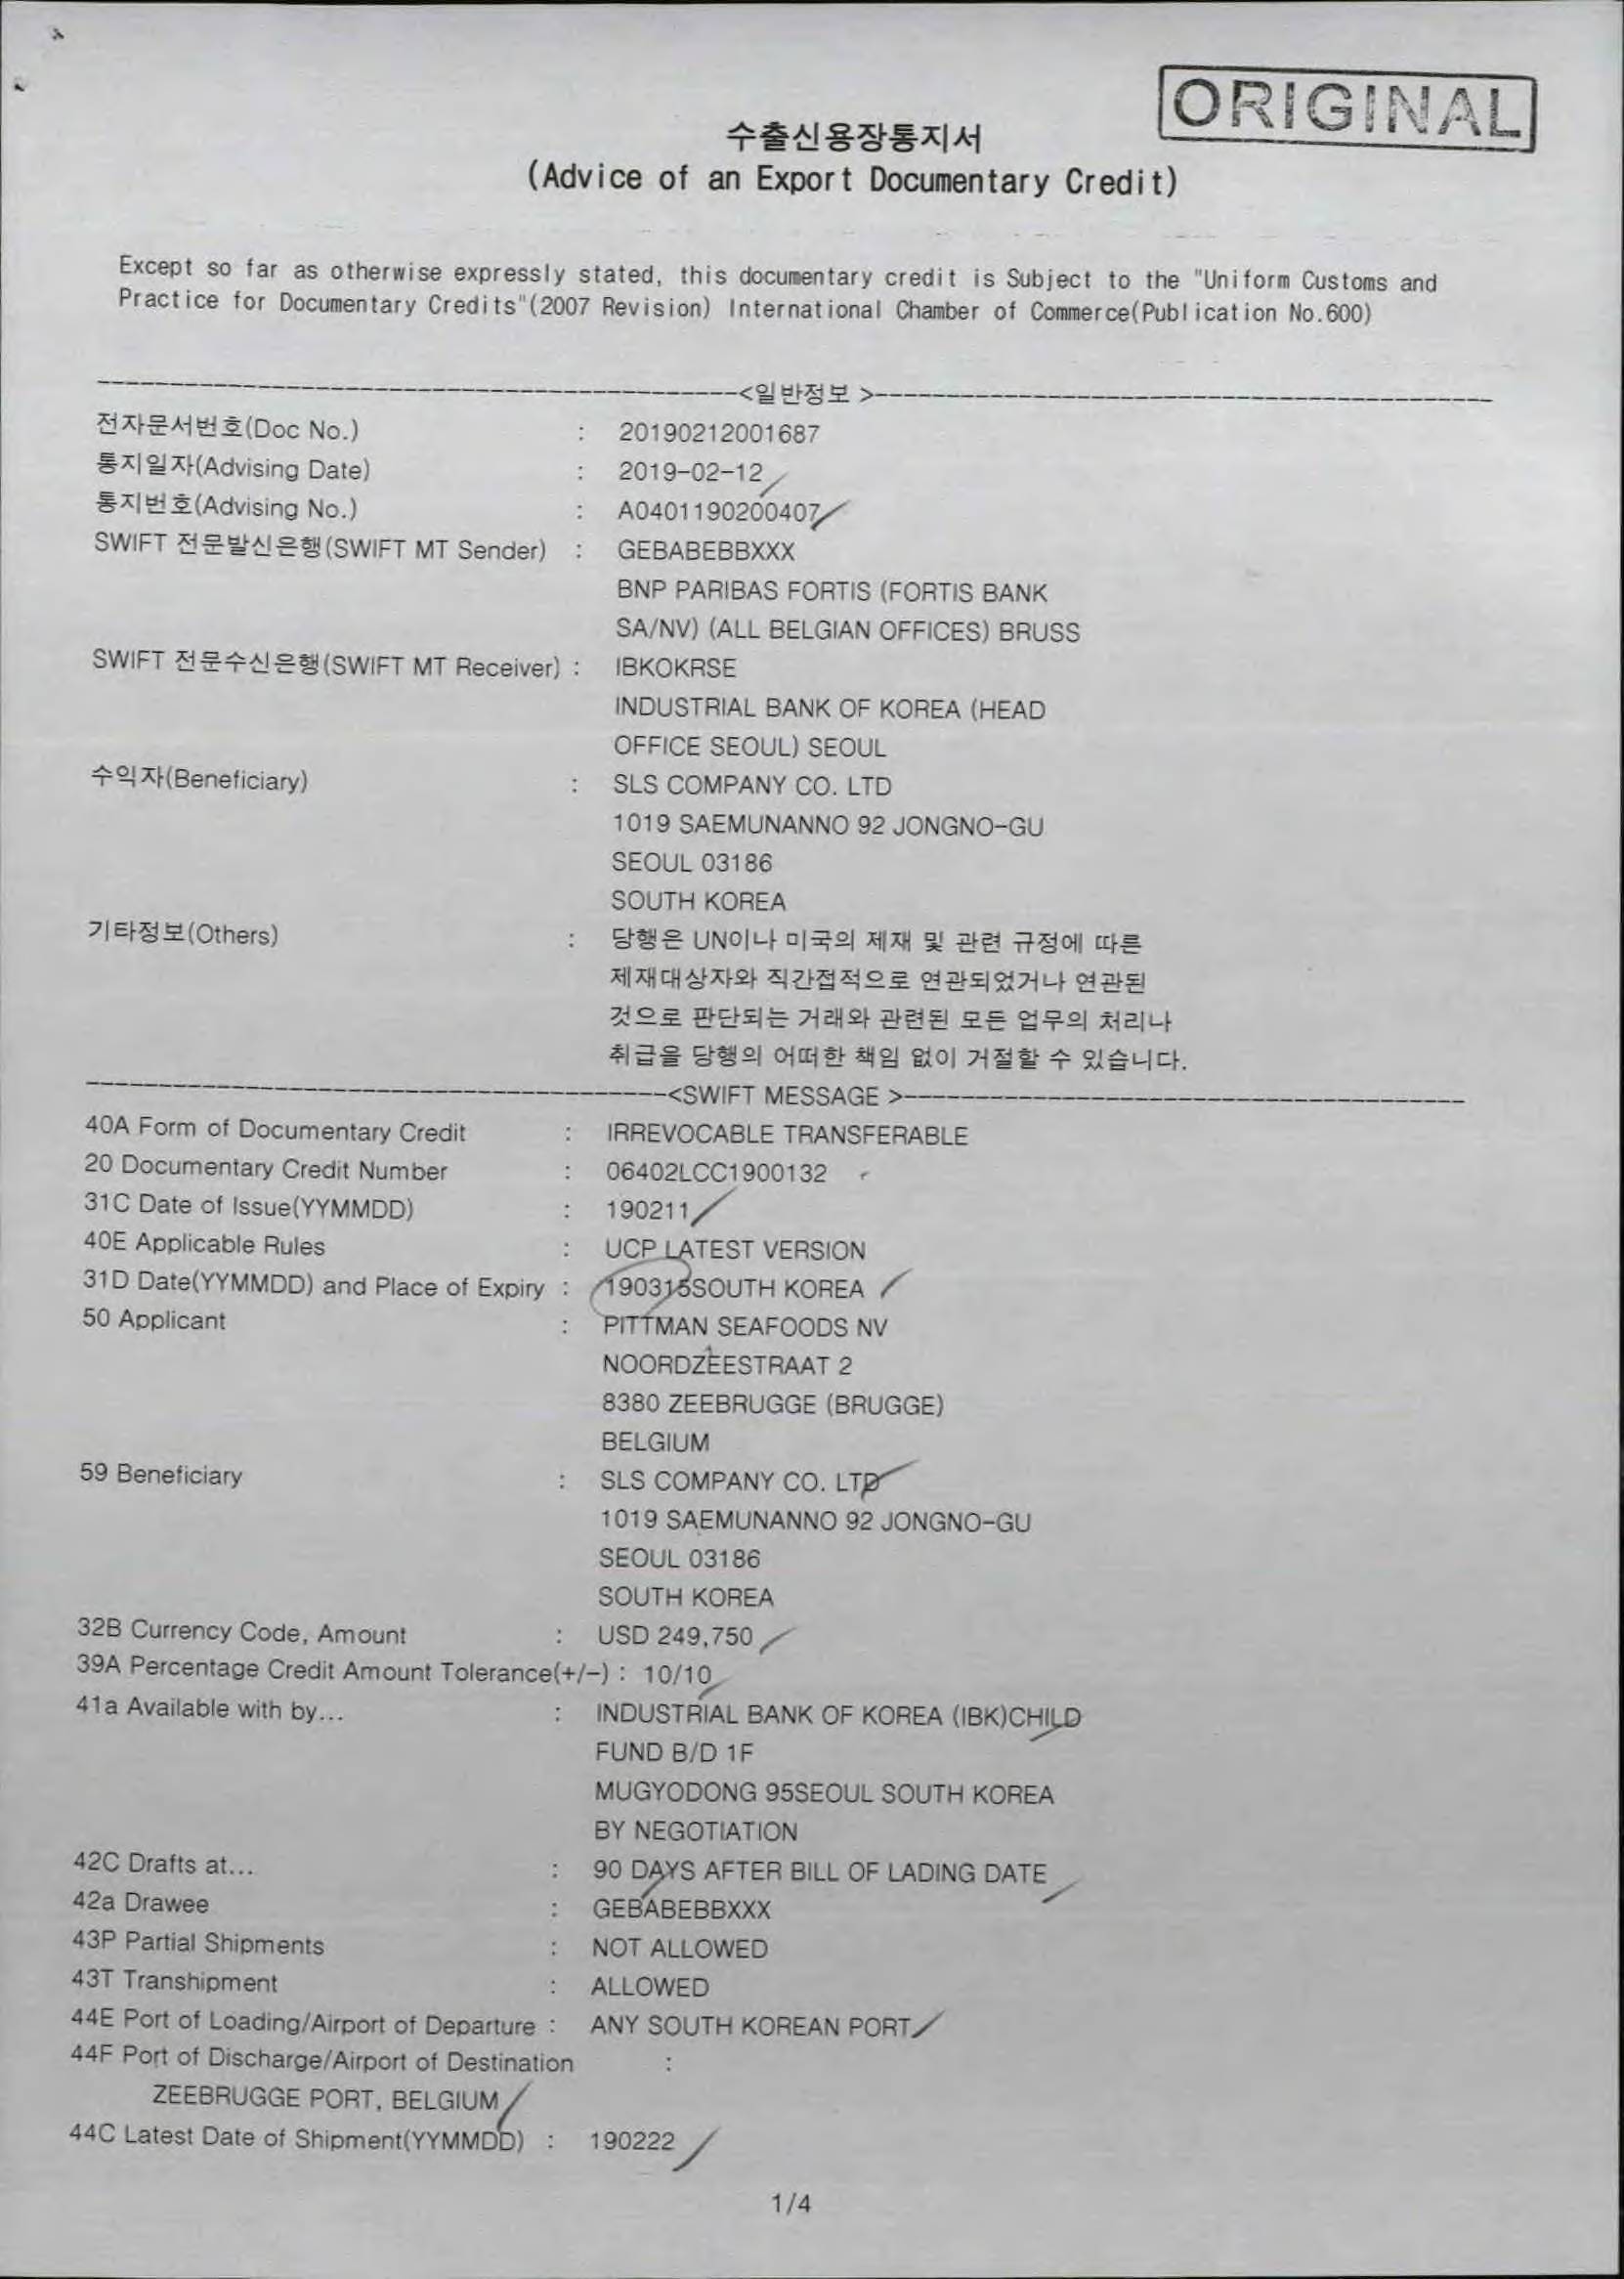 ORIGINAL
수출신용장통지서
(Advice of an Export Documentary Credit)
Except so far as otherwise expressly stated, this documentary credit is Subject to the "Uniform Customs and
Practice for Documentary Credits"(2007 Revision) International Chamber of Commerce(Publication No.600)
<일반정보 >
전자문서번호(Doc No.) : 20190212001687
통지일자(Advising Date) : 2019-02-12
통지번호(Advising No.) : A0401190200407
SWIFT 전문발신은행(SWIFT MT Sender) : GEBABEBBXXX
BNP PARIBAS FORTIS (FORTIS BANK
SA/NV) (ALL BELGIAN OFFICES) BRUSS
SWIFT 전문수신은행(SWIFT MT Receiver) : IBKOKRSE
INDUSTRIAL BANK OF KOREA (HEAD
OFFICE SEOUL) SEOUL
수익자(Beneficiary) : SLS COMPANY CO. LTD
1019 SAEMUNANNO 92 JONGNO-GU
SEOUL 03186
SOUTH KOREA
기타정보(Others) : 당행은 UN이나 미국의 제재 및 관련 규정에 따른
제재대상자와 직간접적으로 연관되었거나 연관된
것으로 판단되는 거래와 관련된 모든 업무의 처리나
취급을 당행의 어떠한 책임 없이 거절할 수 있습니다.
<SWIFT MESSAGE >
40A Form of Documentary Credit : IRREVOCABLE TRANSFERABLE
20 Documentary Credit Number : 06402LCC1900132
31C Date of Issue(YYMMDD) : 190211
40E Applicable Rules : UCP LATEST VERSION
31D Date(YYMMDD) and Place of Expiry : 190315SOUTH KOREA
50 Applicant : PITTMAN SEAFOODS NV
NOORDZEESTRAAT 2
8380 ZEEBRUGGE (BRUGGE)
BELGIUM
59 Beneficiary : SLS COMPANY CO. LTD
1019 SAEMUNANNO 92 JONGNO-GU
SEOUL 03186
SOUTH KOREA
32B Currency Code, Amount : USD 249,750
39A Percentage Credit Amount Tolerance(+/-) : 10/10
41a Available with by... : INDUSTRIAL BANK OF KOREA (IBK)CHILD
FUND B/D 1F
MUGYODONG 95SEOUL SOUTH KOREA
BY NEGOTIATION
42C Drafts at... : 90 DAYS AFTER BILL OF LADING DATE
42a Drawee : GEBABEBBXXX
43P Partial Shipments : NOT ALLOWED
43T Transhipment : ALLOWED
44E Port of Loading/Airport of Departure : ANY SOUTH KOREAN PORT
44F Port of Discharge/Airport of Destination :
ZEEBRUGGE PORT, BELGIUM
44C Latest Date of Shipment(YYMMDD) : 190222
1/4